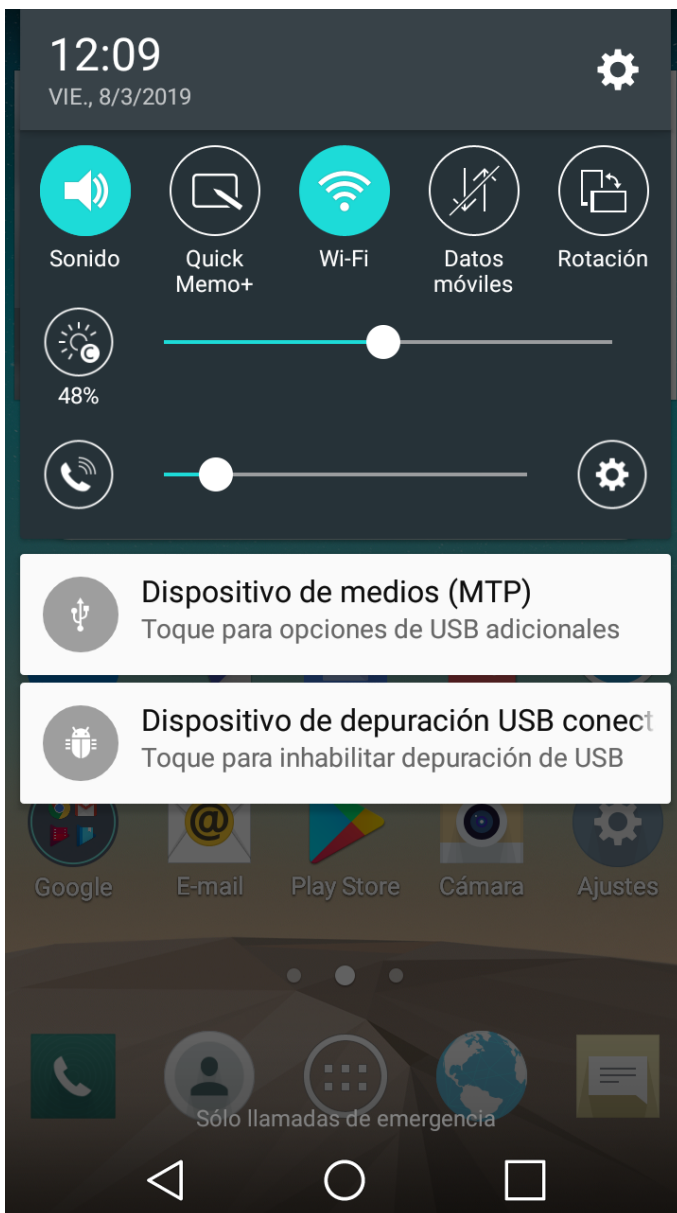 12:09
VIE., 8/3/2019
Sonido
Quick
Memo+
Wi-Fi
Datos
móviles
Rotación
48%
Dispositivo de medios (MTP)
Toque para opciones de USB adicionales
Dispositivo de depuración USB conect
Toque para inhabilitar depuración de USB
Google
E-mail
Play Store
Cámara
Ajustes
Sólo llamadas de emergencia